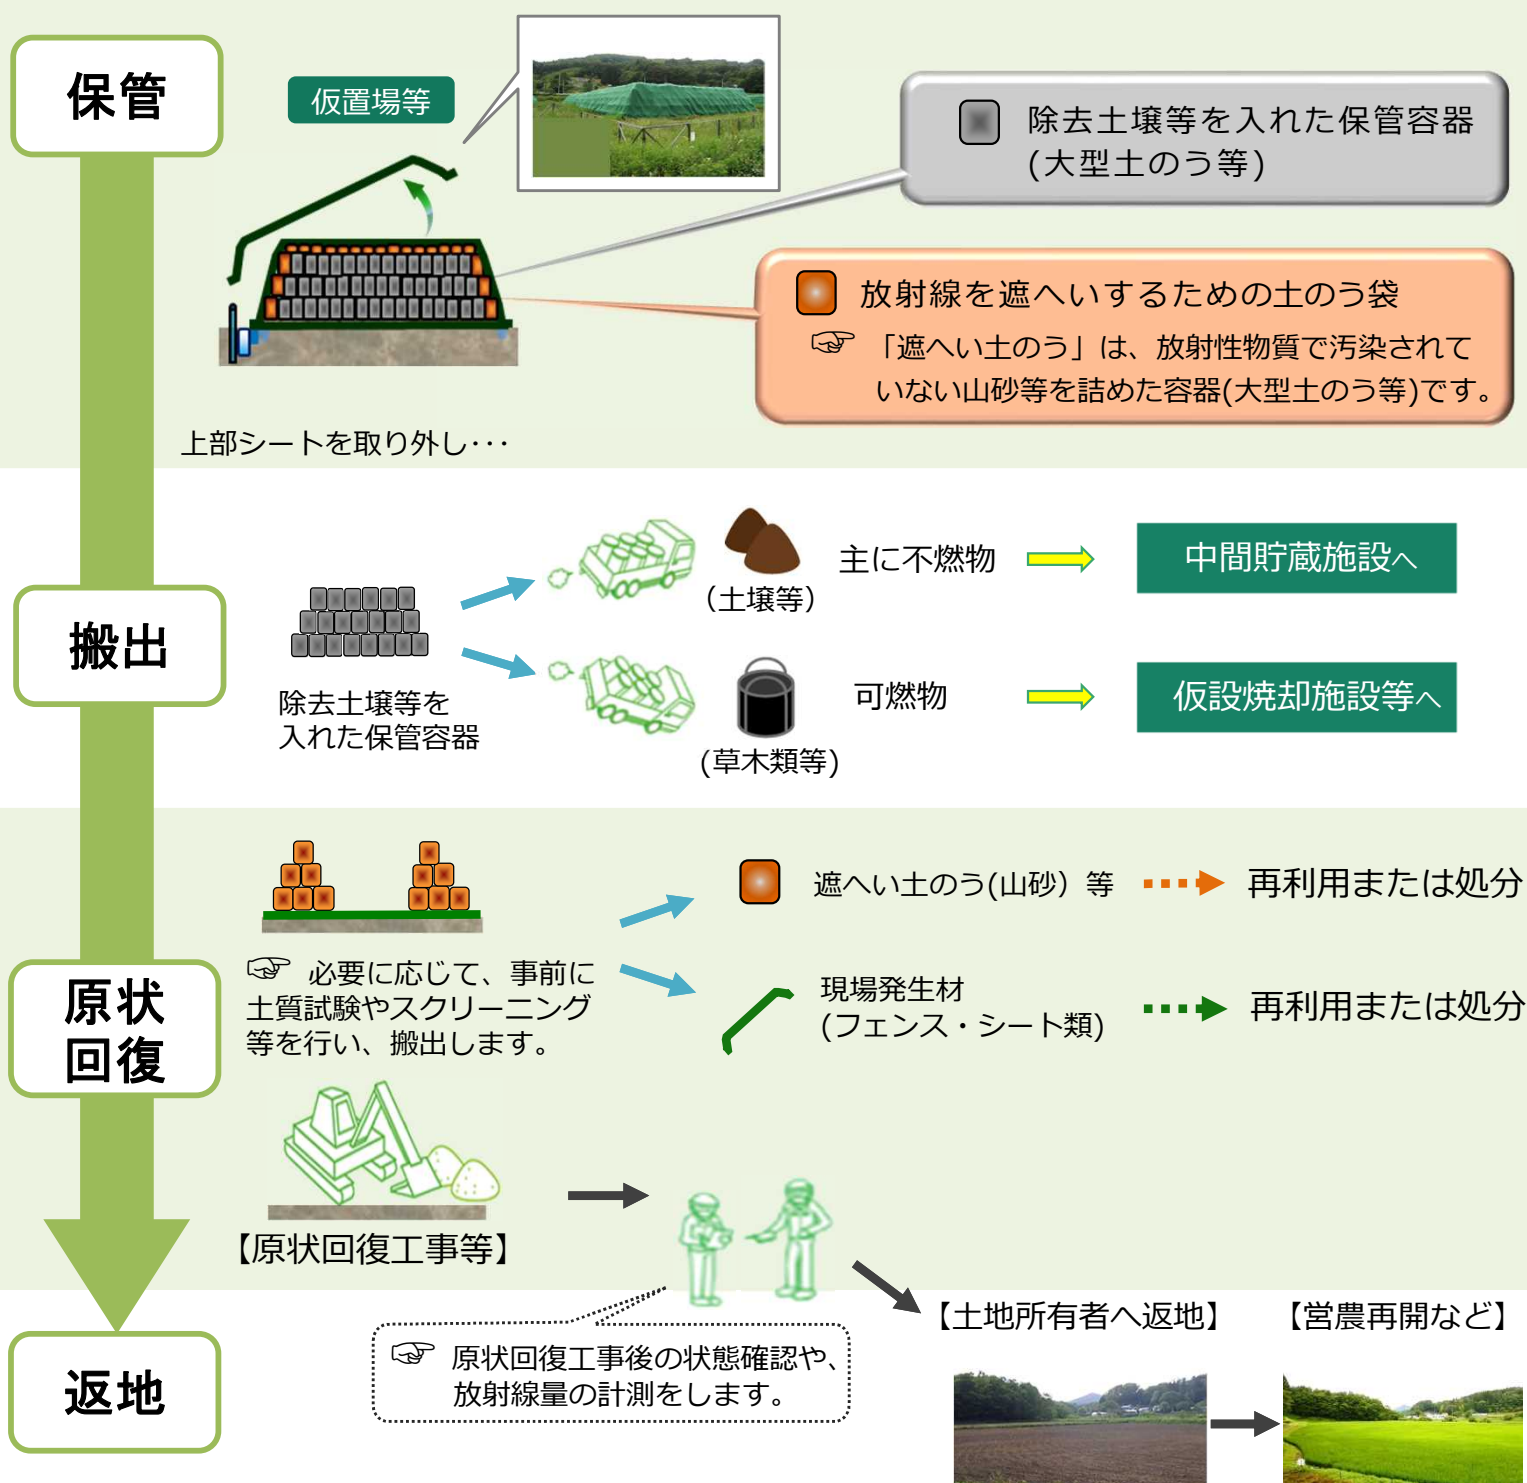 保管
仮置場等
除去土壌等を入れた保管容器
(大型土のう等)
放射線を遮へいするための土のう袋
☞ 「遮へい土のう」は、放射性物質で汚染されて
いない山砂等を詰めた容器(大型土のう等)です。
上部シートを取り外し･･･
搬出
除去土壌等を
入れた保管容器
(土壌等)
主に不燃物
中間貯蔵施設へ
(草木類等)
可燃物
仮設焼却施設等へ
原状
回復
☞ 必要に応じて、事前に
土質試験やスクリーニング
等を行い、搬出します。
遮へい土のう(山砂）等
再利用または処分
現場発生材
(フェンス・シート類)
再利用または処分
【原状回復工事等】
☞ 原状回復工事後の状態確認や、
放射線量の計測をします。
返地
【土地所有者へ返地】
【営農再開など】